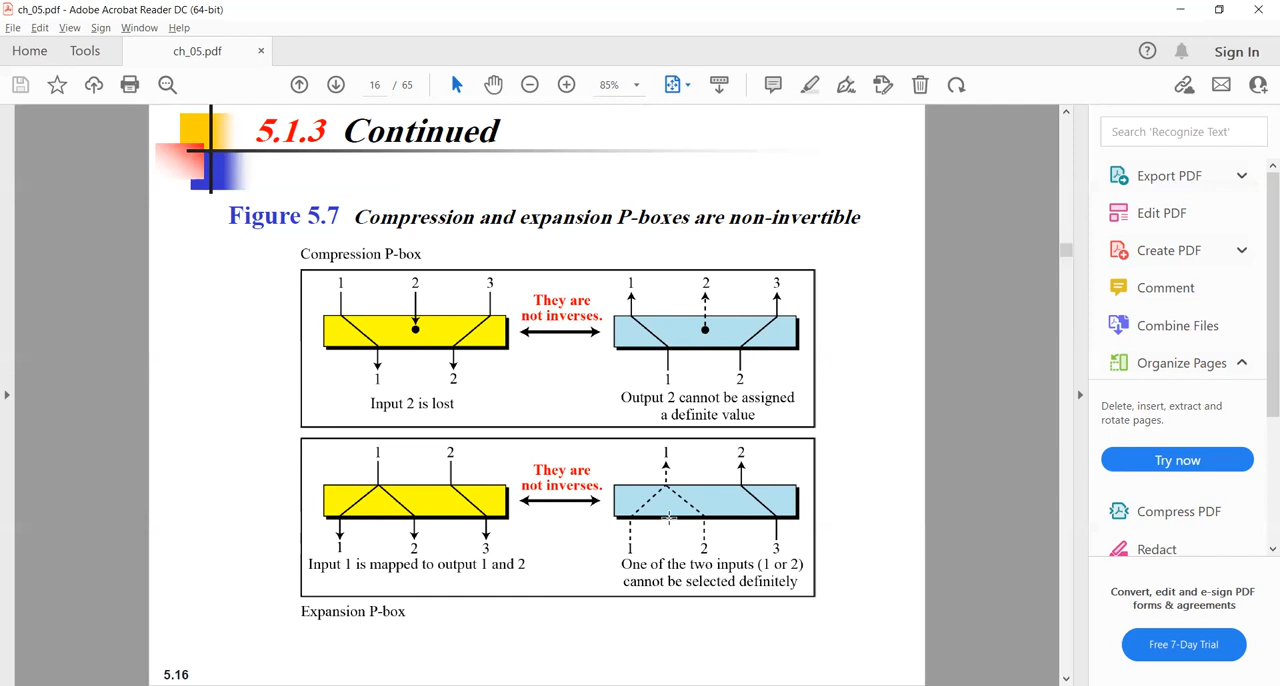 ch_05.pdf - Adobe Acrobat Reader DC (64-bit)
File Edit View Sign Window Help
Home Tools ch_05.pdf × Sign In
16 / 65 85%
5.1.3 Continued
Figure 5.7 Compression and expansion P-boxes are non-invertible
Compression P-box
1 2 3 They are not inverses. 1 2 3
1 2 1 2
Input 2 is lost
Output 2 cannot be assigned
a definite value
1 2 They are not inverses. 1 2
1 2 3 1 2 3
Input 1 is mapped to output 1 and 2
One of the two inputs (1 or 2)
cannot be selected definitely
Expansion P-box
5.16
Search 'Recognize Text'
Export PDF
Edit PDF
Create PDF
Comment
Combine Files
Organize Pages
Delete, insert, extract and
rotate pages.
Try now
Compress PDF
Redact
Convert, edit and e-sign PDF
forms & agreements
Free 7-Day Trial